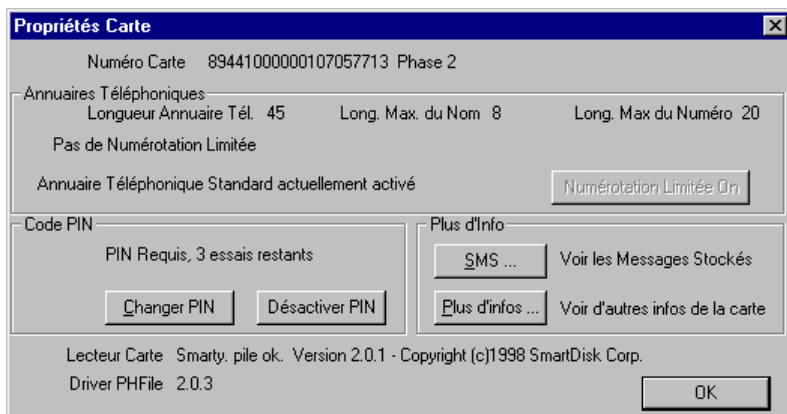 Propriétés Carte
Numéro Carte 89441000000107057713 Phase 2
Annuaires Téléphoniques
Longueur Annuaire Tél. 45 Long. Max. du Nom 8 Long. Max du Numéro 20
Pas de Numérotation Limitée
Annuaire Téléphonique Standard actuellement activé Numérotation Limitée On
Code PIN
PIN Requis, 3 essais restants
Changer PIN Désactiver PIN
Plus d'Info
SMS ... Voir les Messages Stockés
Plus d'infos ... Voir d'autres infos de la carte
Lecteur Carte Smarty. pile ok. Version 2.0.1 - Copyright (c)1998 SmartDisk Corp.
Driver PHFile 2.0.3
OK